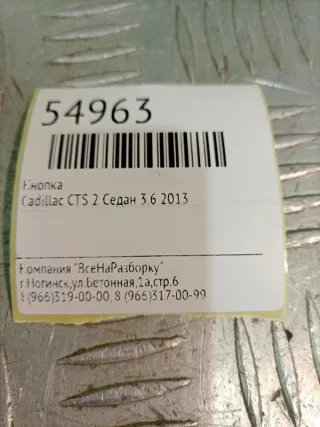 54963
Кнопка
Cadillac CTS 2 Седан 3.6 2013
Компания "ВсеНаРазборку"
г.Ногинск,ул.Бетонная,1а,стр.6
8 (966)319-00-00, 8 (966)317-00-99